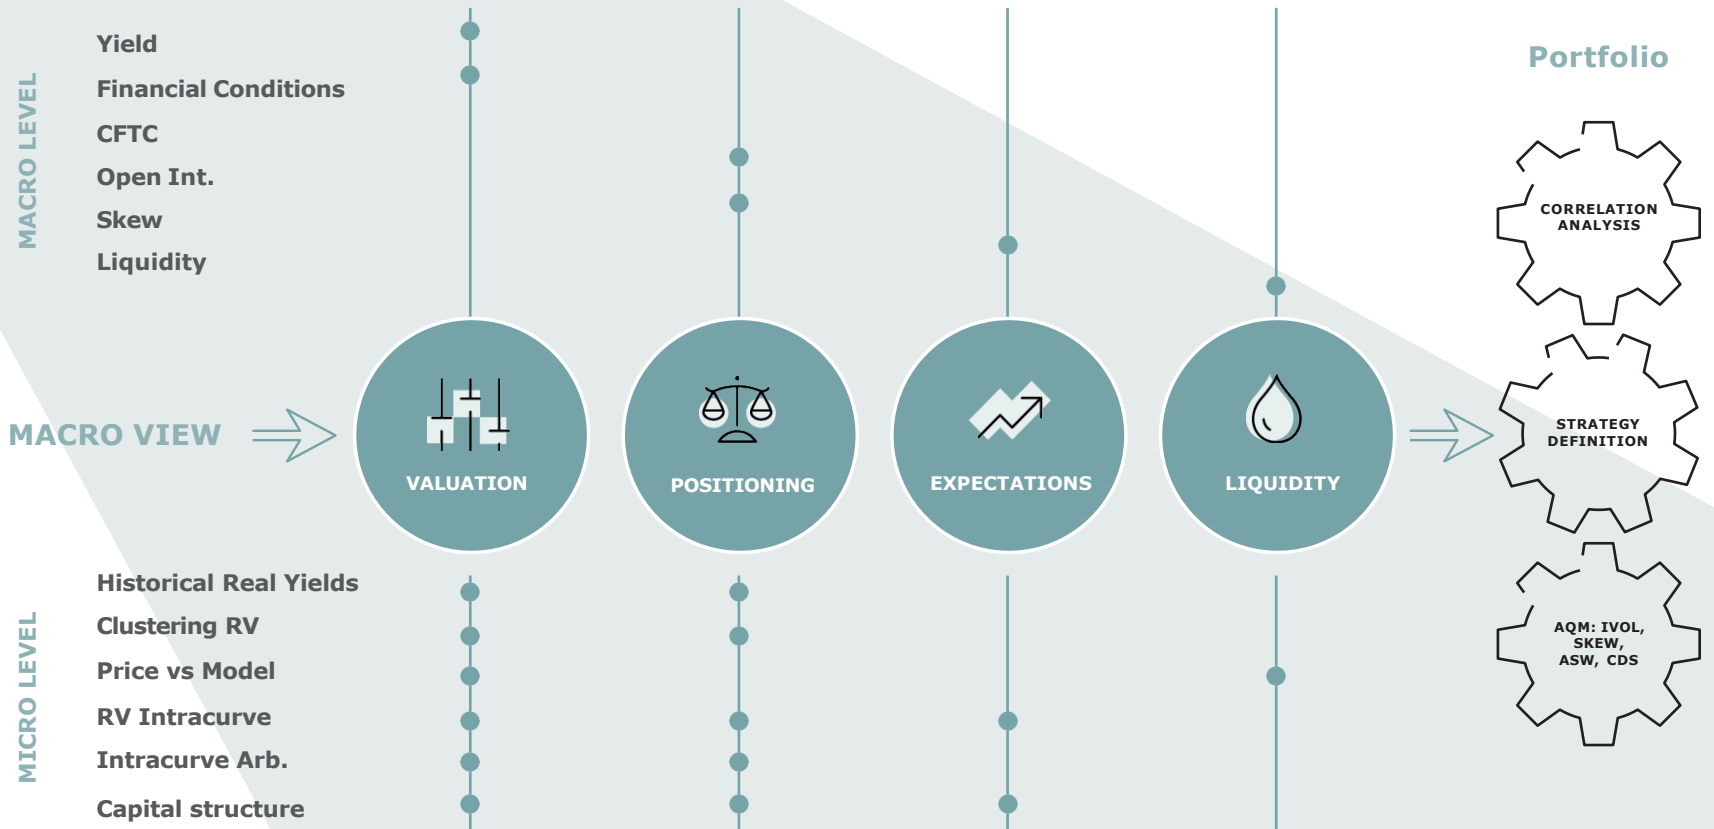 MACRO LEVEL
Yield
Financial Conditions
CFTC
Open Int.
Skew
Liquidity
MACRO VIEW
VALUATION
POSITIONING
EXPECTATIONS
LIQUIDITY
MICRO LEVEL
Historical Real Yields
Clustering RV
Price vs Model
RV Intracurve
Intracurve Arb.
Capital structure
Portfolio
CORRELATION
ANALYSIS
STRATEGY
DEFINITION
AQM: IVOL,
SKEW,
ASW, CDS